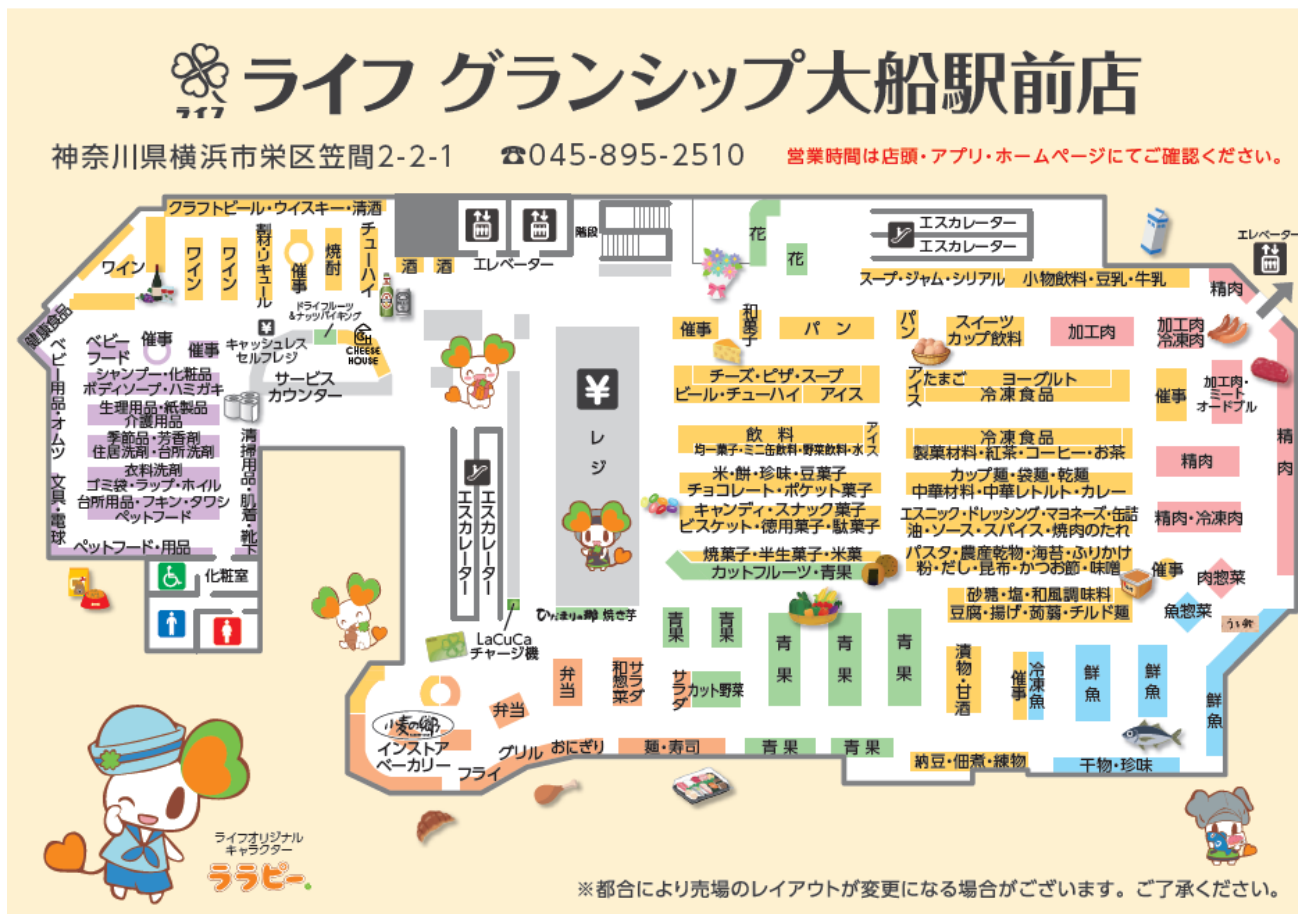 ライフ
ライフ グランシップ大船駅前店
神奈川県横浜市栄区笠間2-2-1
☎045-895-2510
営業時間は店頭・アプリ・ホームページにてご確認ください。
クラフトビール・ウイスキー・清酒
ワイン
ワイン
ワイン
割材・リキュール
催事
焼酎
チューハイ
酒
酒
エレベーター
階段
花
花
エスカレーター
エスカレーター
エレベーター
スープ・ジャム・シリアル
小物飲料・豆乳・牛乳
精肉
健康食品
ベビー用品・オムツ
文具・電球
ベビー
フード
催事
催事
¥
キャッシュレス
セルフレジ
ドライフルーツ
&ナッツバイキング
CHEESE
HOUSE
サービス
カウンター
シャンプー・化粧品
ボディソープ・ハミガキ
生理用品・紙製品
介護用品
季節品・芳香剤
住居洗剤・台所洗剤
衣料洗剤
ゴミ袋・ラップ・ホイル
台所用品・フキン・タワシ
ペットフード
ペットフード・用品
清掃用品・肌着・靴下
化粧室
エスカレーター
エスカレーター
¥
レジ
LaCuCa
チャージ機
ひだまりの郷 焼き芋
催事
和菓子
パン
パン
スイーツ
カップ飲料
加工肉
加工肉
冷凍肉
チーズ・ピザ・スープ
ビール・チューハイ
アイス
アイス
たまご
ヨーグルト
冷凍食品
催事
加工肉・
ミート
オードブル
飲料
均一菓子・ミニ缶飲料・野菜飲料・水
アイス
冷凍食品
製菓材料・紅茶・コーヒー・お茶
精肉
精肉
米・餅・珍味・豆菓子
チョコレート・ポケット菓子
カップ麺・袋麺・乾麺
中華材料・中華レトルト・カレー
キャンディ・スナック菓子
ビスケット・徳用菓子・駄菓子
エスニック・ドレッシング・マヨネーズ・缶詰
油・ソース・スパイス・焼肉のたれ
精肉・冷凍肉
焼菓子・半生菓子・米菓
カットフルーツ・青果
パスタ・農産乾物・海苔・ふりかけ
粉・だし・昆布・かつお節・味噌
催事
肉惣菜
砂糖・塩・和風調味料
豆腐・揚げ・蒟蒻・チルド麺
魚惣菜
うを鮮
青果
青果
青果
青果
青果
弁当
和惣菜
サラダ
サラダ
カット野菜
漬物・甘酒
催事
冷凍魚
鮮魚
鮮魚
鮮魚
小麦の郷
インストア
ベーカリー
弁当
フライ
グリル
おにぎり
麺・寿司
青果
青果
納豆・佃煮・練物
干物・珍味
ライフオリジナル
キャラクター
ララピー。
※都合により売場のレイアウトが変更になる場合がございます。ご了承ください。